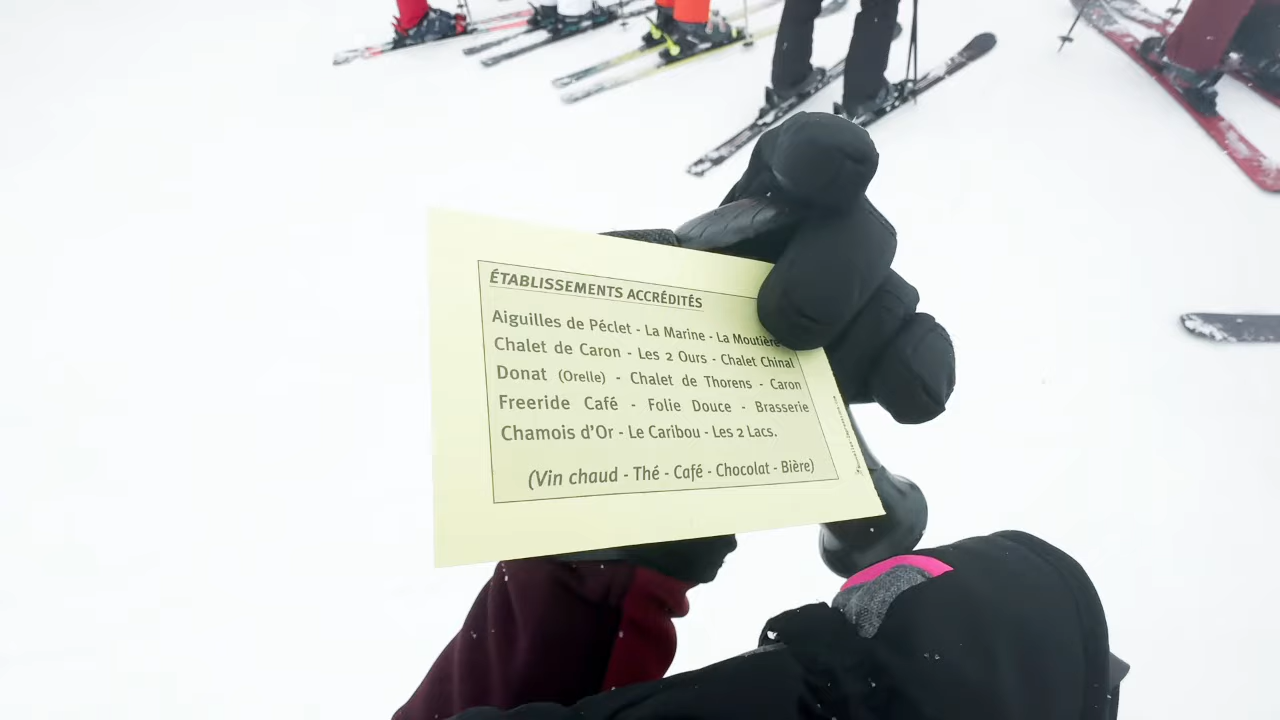 ÉTABLISSEMENTS ACCRÉDITÉS
Aiguilles de Péclet - La Marine - La Moutière
Chalet de Caron - Les 2 Ours - Chalet Chinal
Donat (Orelle) - Chalet de Thorens - Caron
Freeride Café - Folie Douce - Brasserie
Chamois d'Or - Le Caribou - Les 2 Lacs.
(Vin chaud - Thé - Café - Chocolat - Bière)